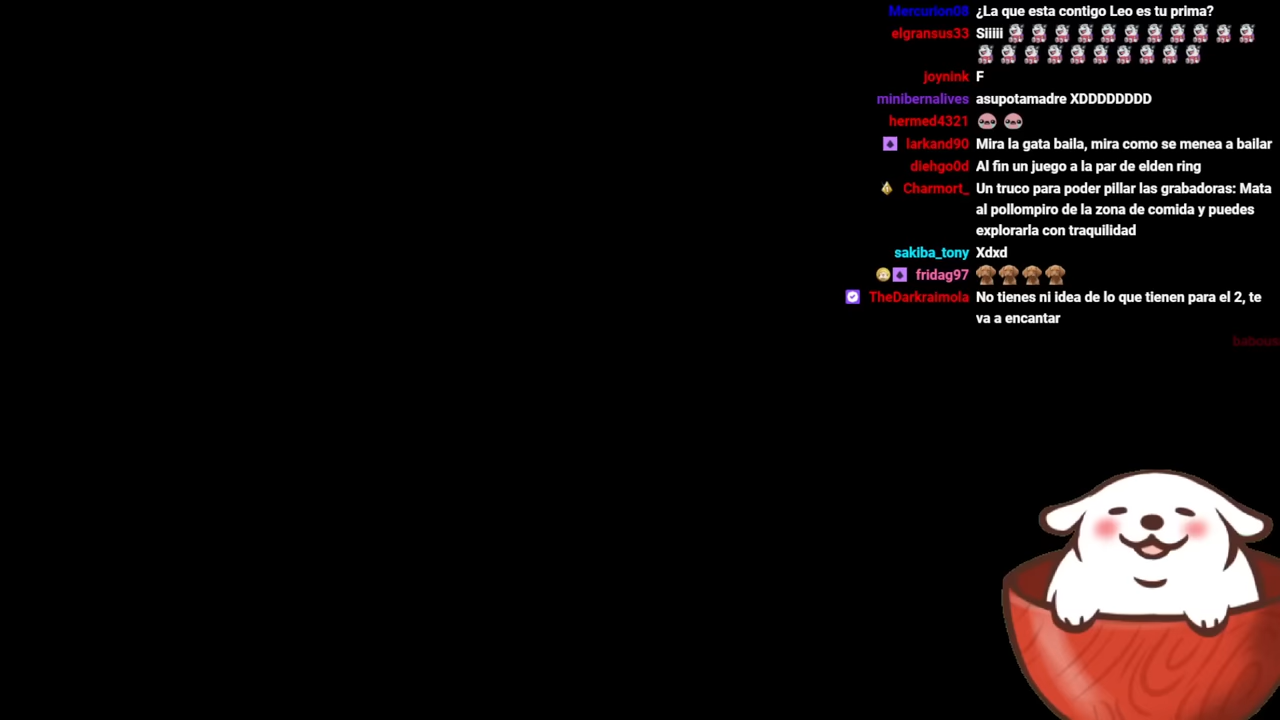 Mercurion08 ¿La que esta contigo Leo es tu prima?
elgransus33 Siiiii
joynink F
minibernalives asupotamadre XDDDDDDDD
hermed4321
larkand90 Mira la gata baila, mira como se menea a bailar
diehgo0d Al fin un juego a la par de elden ring
Charmort_ Un truco para poder pillar las grabadoras: Mata
al pollompiro de la zona de comida y puedes
explorarla con traquilidad
sakiba_tony Xdxd
fridag97
TheDarkraimola No tienes ni idea de lo que tienen para el 2, te
va a encantar